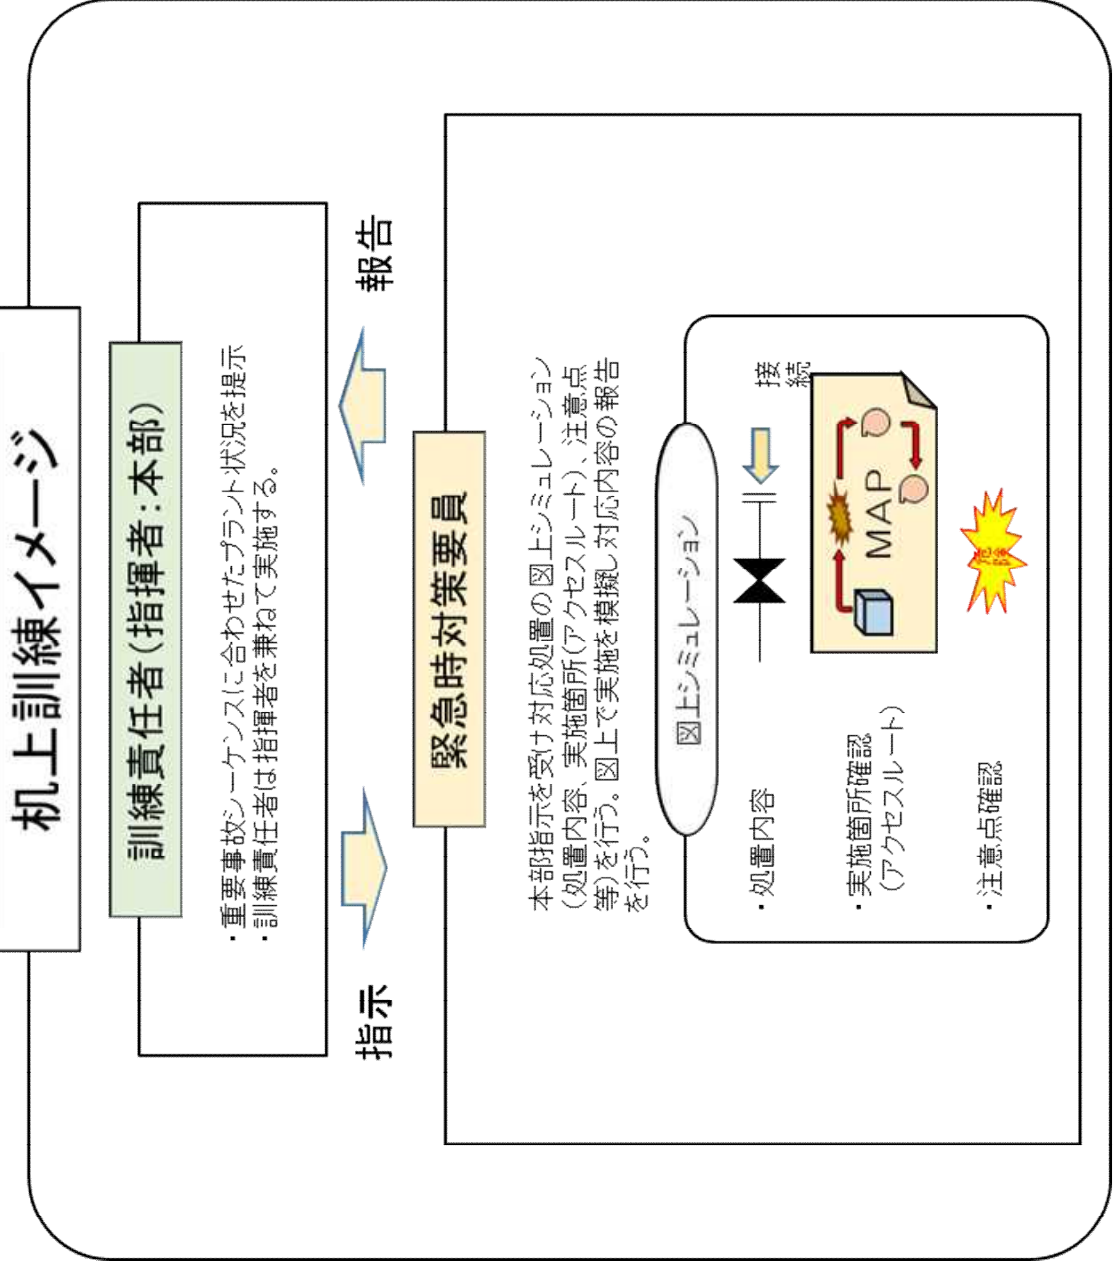 机上訓練イメージ
訓練責任者(指揮者:本部)
・重要事故シーケンスに合わせたプラント状況を提示
・訓練責任者は指揮者を兼ねて実施する。
指示
報告
緊急時対策要員
本部指示を受け対応処置の図上シミュレーション
(処置内容、実施箇所(アクセスルート)、注意点
等)を行う。図上で実施を模擬し対応内容の報告
を行う。
図上シミュレーション
・処置内容
接
続
・実施箇所確認
(アクセスルート)
MAP
・注意点確認
危
険